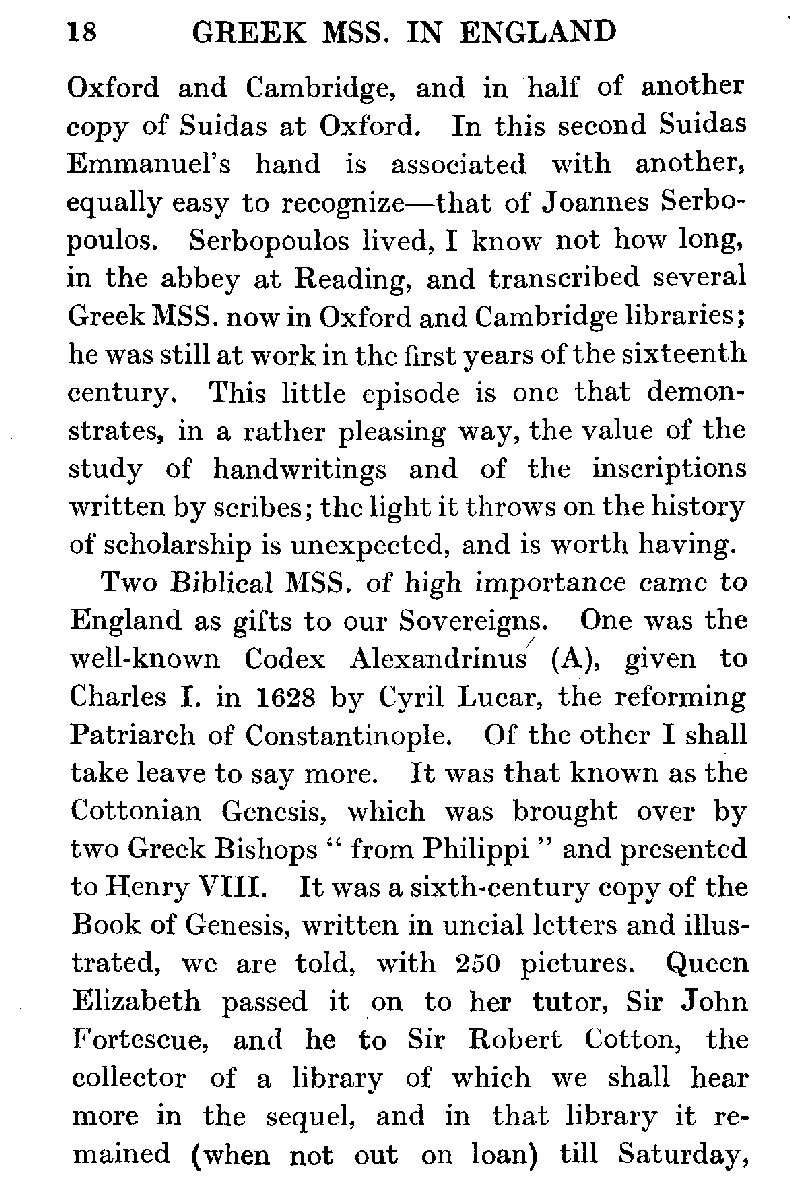 18 GREEK MSS. IN ENGLAND
Oxford and Cambridge, and in half of another
copy of Suidas at Oxford. In this second Suidas
Emmanuel's hand is associated with another,
equally easy to recognize—that of Joannes Serbo-
poulos. Serbopoulos lived, I know not how long,
in the abbey at Reading, and transcribed several
Greek MSS. now in Oxford and Cambridge libraries;
he was still at work in the first years of the sixteenth
century. This little episode is one that demon-
strates, in a rather pleasing way, the value of the
study of handwritings and of the inscriptions
written by scribes; the light it throws on the history
of scholarship is unexpected, and is worth having.
Two Biblical MSS. of high importance came to
England as gifts to our Sovereigns. One was the
well-known Codex Alexandrinus (A), given to
Charles I. in 1628 by Cyril Lucar, the reforming
Patriarch of Constantinople. Of the other I shall
take leave to say more. It was that known as the
Cottonian Genesis, which was brought over by
two Greek Bishops “ from Philippi ” and presented
to Henry VIII. It was a sixth-century copy of the
Book of Genesis, written in uncial letters and illus-
trated, we are told, with 250 pictures. Queen
Elizabeth passed it on to her tutor, Sir John
Fortescue, and he to Sir Robert Cotton, the
collector of a library of which we shall hear
more in the sequel, and in that library it re-
mained (when not out on loan) till Saturday,